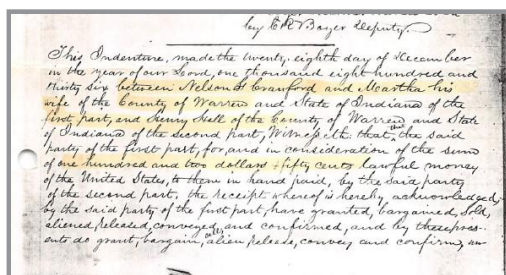 by C R Boyer Deputy.
This Indenture, made the twenty-eighth day of December
in the year of our Lord, one thousand eight hundred and
thirty six between Nelson H Crawford and Martha his
wife of the County of Warren and State of Indiana of the
first part, and Henry Hell of the County of Warren and State
of Indiana of the second part, Witnesseth that, the said
party of the first part, for, and in consideration of the sum
of one hundred and two dollars + fifty cents lawful money
of the United States, to them in hand paid, by the said party
of the second part, the receipt whereof is hereby, acknowledged,
by the said party of the first part, have granted, bargained, Sold,
aliened, released, conveyed, and confirmed, and by these pres-
ents do grant, bargain, alien, release, convey and confirm, un